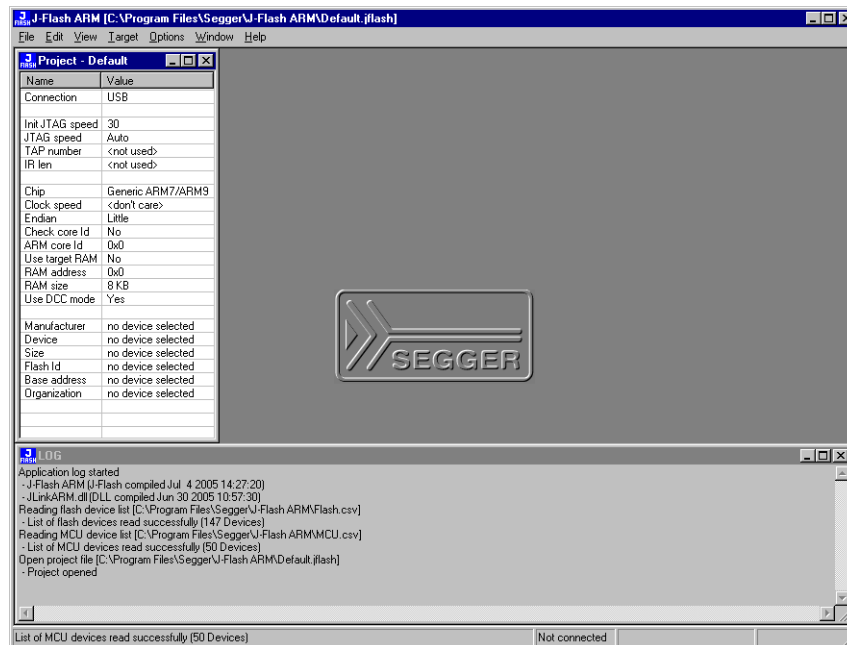 J-Flash ARM [C:\Program Files\Segger\J-Flash ARM\Default.jflash]
File Edit View Target Options Window Help
Project - Default
Name Value
Connection USB
Init JTAG speed 30
JTAG speed Auto
TAP number <not used>
IR len <not used>
Chip Generic ARM7/ARM9
Clock speed <don't care>
Endian Little
Check core Id No
ARM core Id 0x0
Use target RAM No
RAM address 0x0
RAM size 8 KB
Use DCC mode Yes
Manufacturer no device selected
Device no device selected
Size no device selected
Flash Id no device selected
Base address no device selected
Organization no device selected
SEGGER
LOG
Application log started
- J-Flash ARM (J-Flash compiled Jul 4 2005 14:27:20)
- JLinkARM.dll (DLL compiled Jun 30 2005 10:57:30)
Reading flash device list [C:\Program Files\Segger\J-Flash ARM\Flash.csv]
- List of flash devices read successfully (147 Devices)
Reading MCU device list [C:\Program Files\Segger\J-Flash ARM\MCU.csv]
- List of MCU devices read successfully (50 Devices)
Open project file [C:\Program Files\Segger\J-Flash ARM\Default.jflash]
- Project opened
List of MCU devices read successfully (50 Devices) Not connected